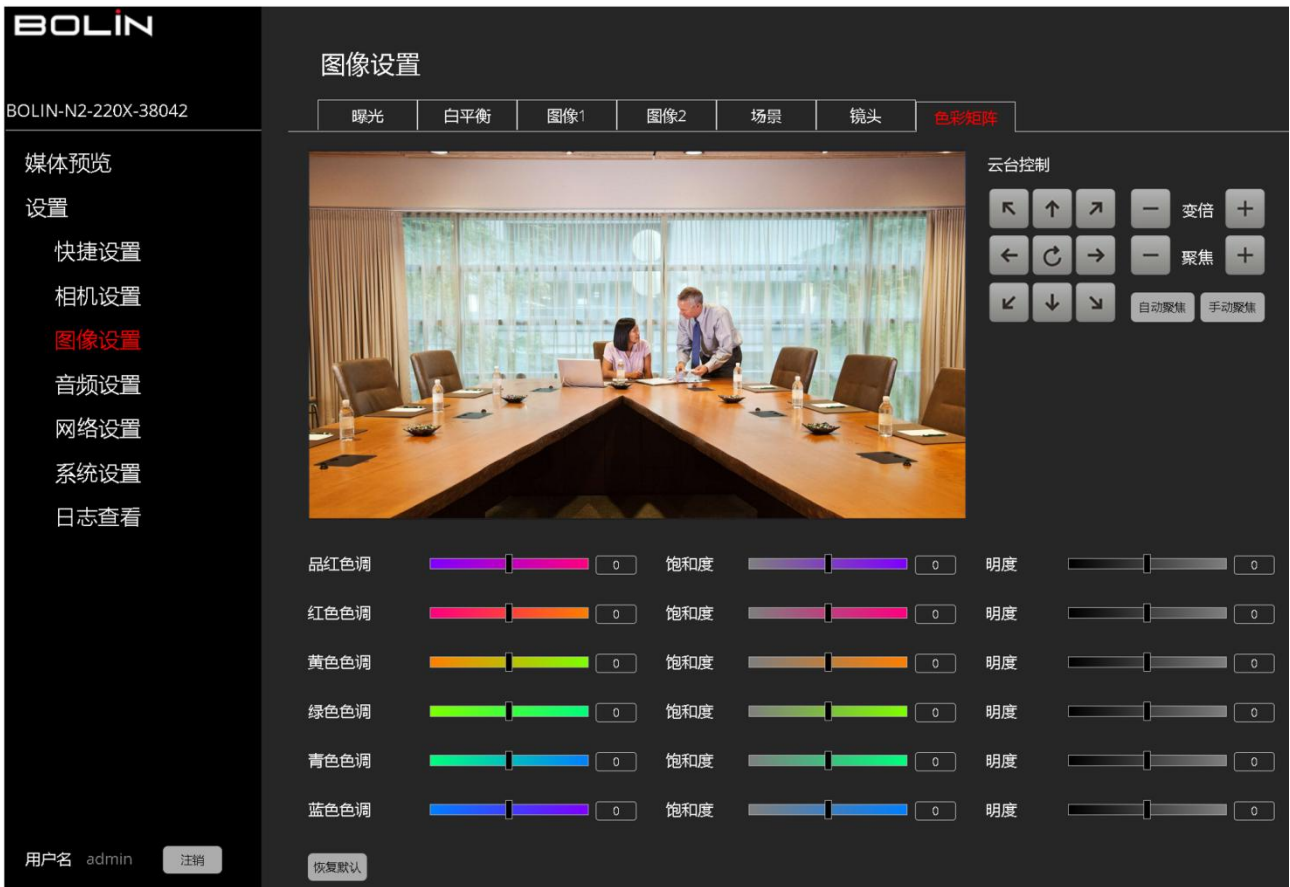 BOLIN
BOLIN-N2-220X-38042
媒体预览
设置
快捷设置
相机设置
图像设置
音频设置
网络设置
系统设置
日志查看
用户名 admin 注销
图像设置
曝光 白平衡 图像1 图像2 场景 镜头 色彩矩阵
云台控制
变倍
聚焦
自动聚焦 手动聚焦
品红色调 0 饱和度 0 明度 0
红色色调 0 饱和度 0 明度 0
黄色色调 0 饱和度 0 明度 0
绿色色调 0 饱和度 0 明度 0
青色色调 0 饱和度 0 明度 0
蓝色色调 0 饱和度 0 明度 0
恢复默认